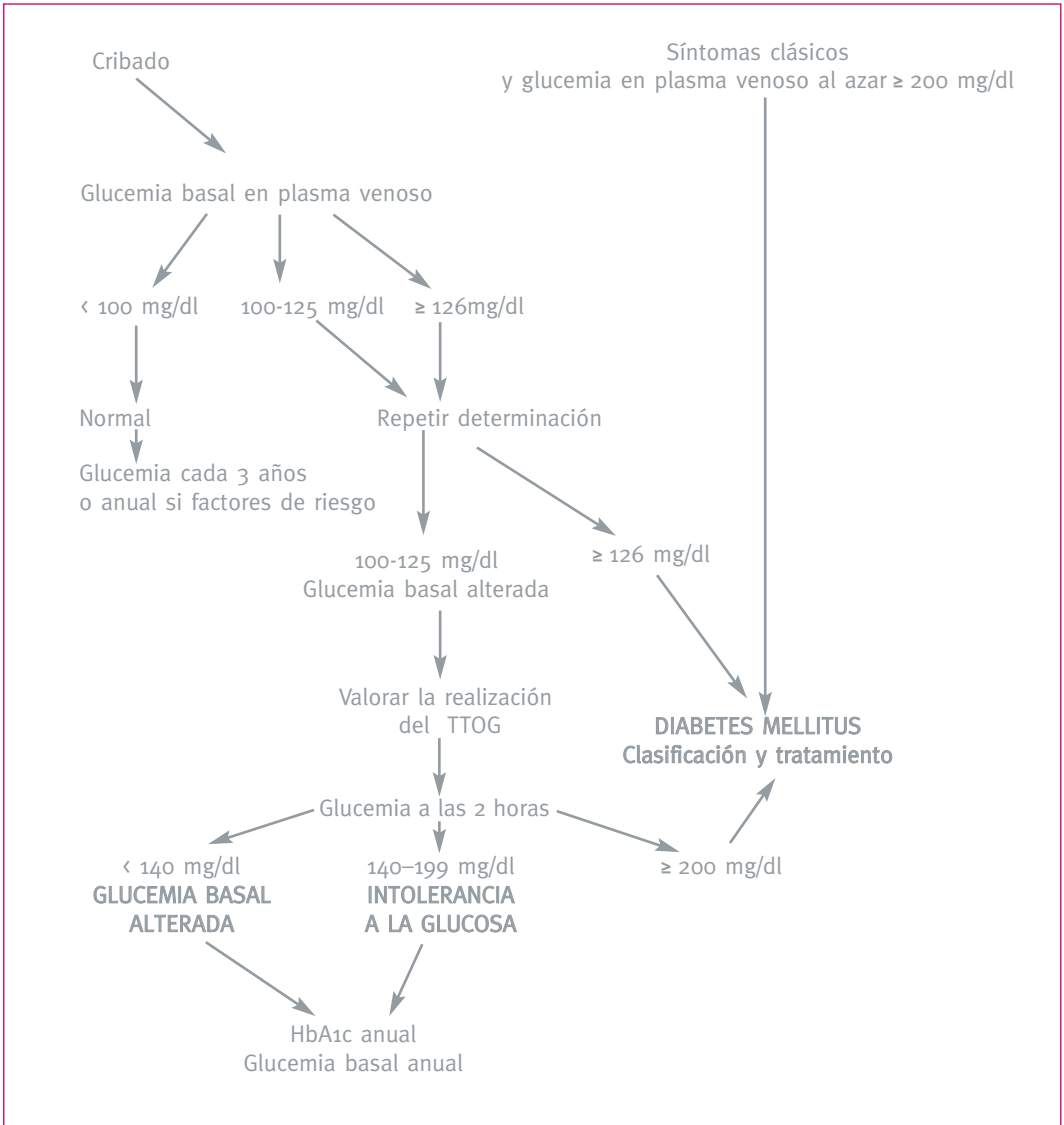 Cribado
Síntomas clásicos
y glucemia en plasma venoso al azar ≥ 200 mg/dl
Glucemia basal en plasma venoso
< 100 mg/dl
100-125 mg/dl
≥ 126mg/dl
Normal
Repetir determinación
Glucemia cada 3 años
o anual si factores de riesgo
100-125 mg/dl
Glucemia basal alterada
≥ 126 mg/dl
Valorar la realización
del TTOG
DIABETES MELLITUS
Clasificación y tratamiento
Glucemia a las 2 horas
< 140 mg/dl
GLUCEMIA BASAL
ALTERADA
140–199 mg/dl
INTOLERANCIA
A LA GLUCOSA
≥ 200 mg/dl
HbA1c anual
Glucemia basal anual